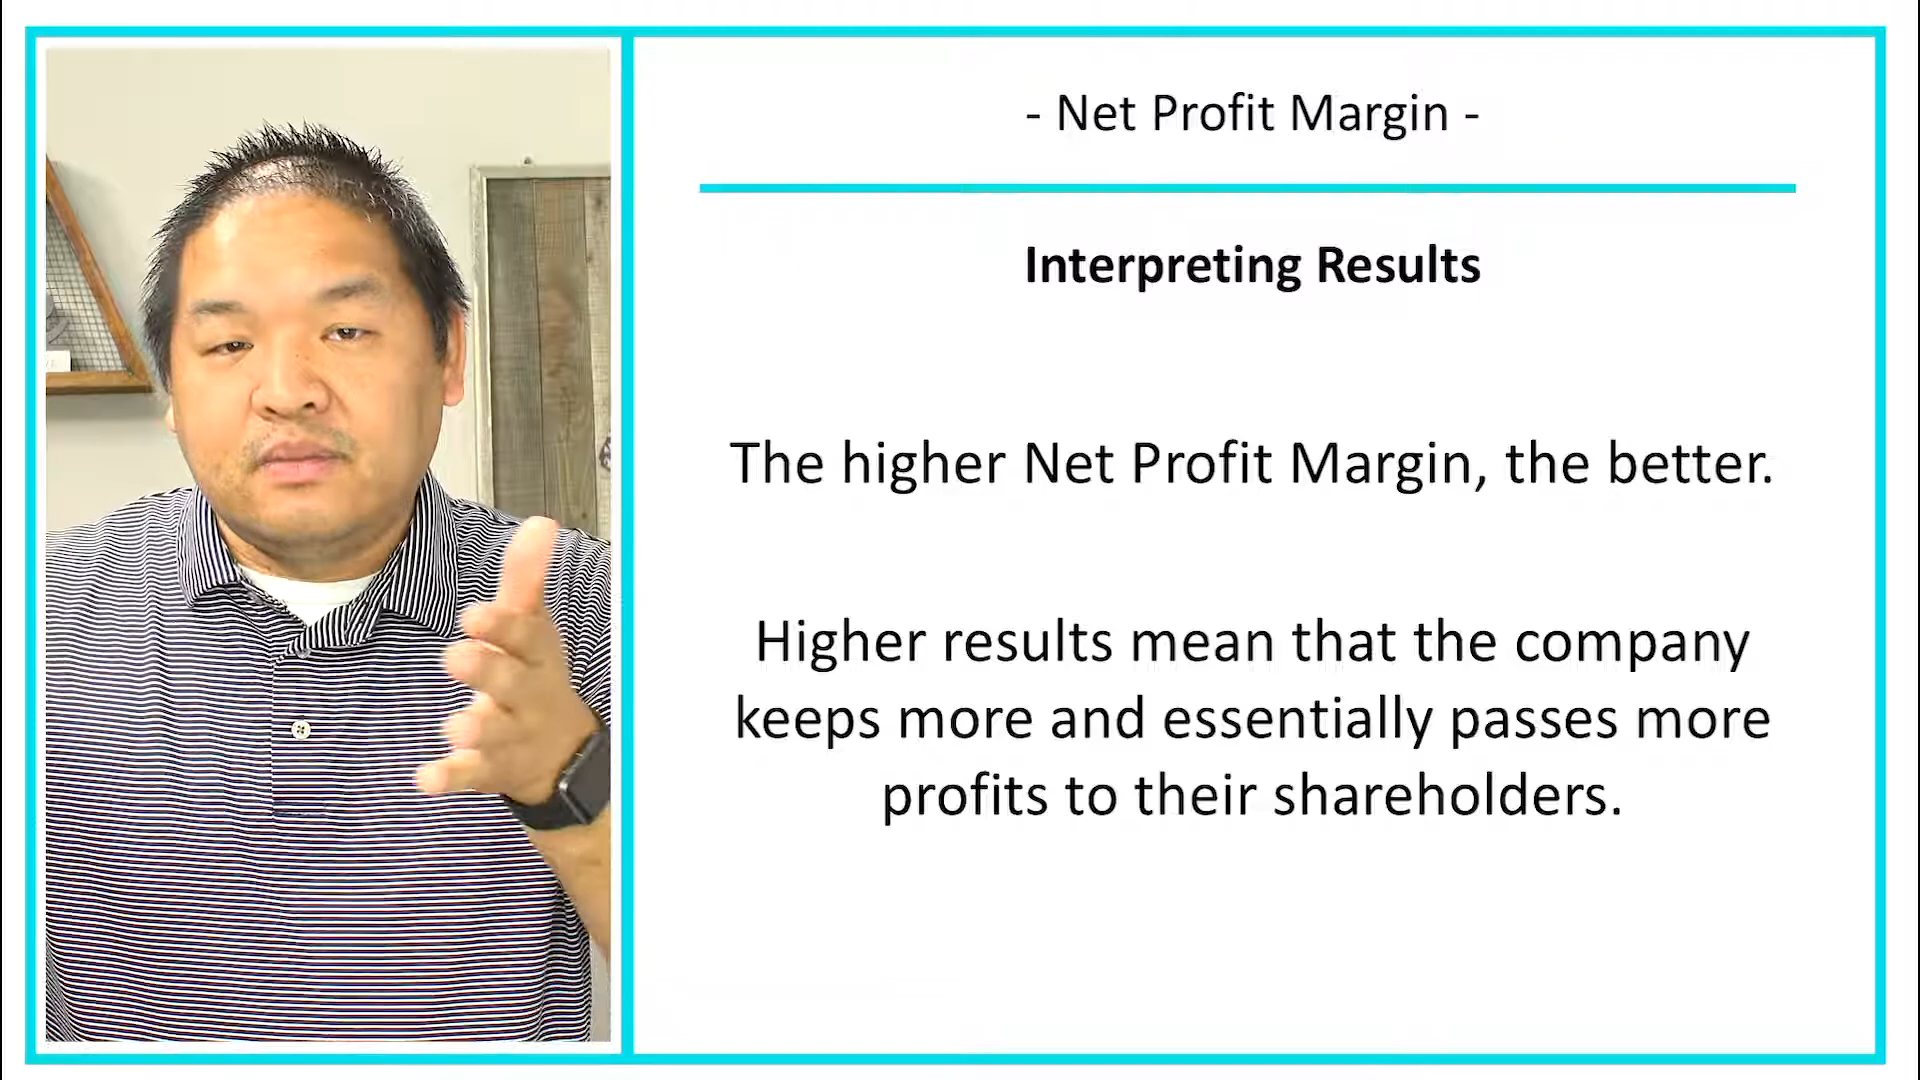 - Net Profit Margin -
Interpreting Results
The higher Net Profit Margin, the better.
Higher results mean that the company
keeps more and essentially passes more
profits to their shareholders.